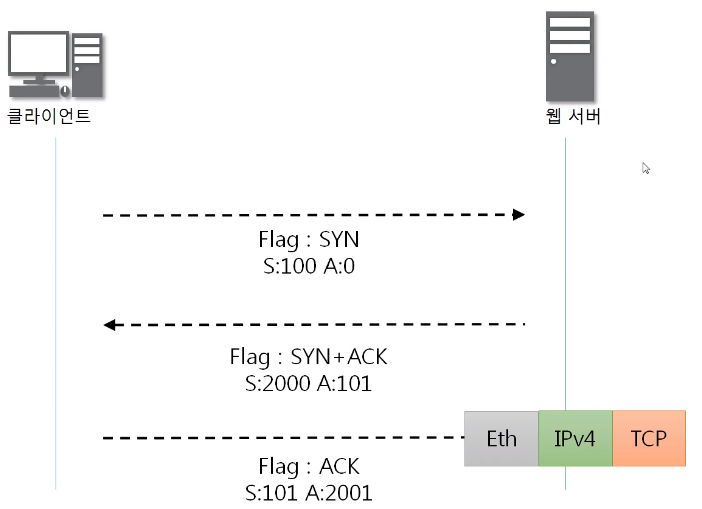 클라이언트
웹 서버
Flag : SYN
S:100 A:0
Flag : SYN+ACK
S:2000 A:101
Eth IPv4 TCP
Flag : ACK
S:101 A:2001